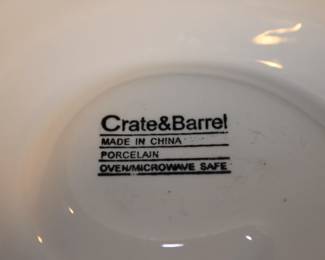 Crate&Barrel
MADE IN CHINA
PORCELAIN
OVEN/MICROWAVE SAFE